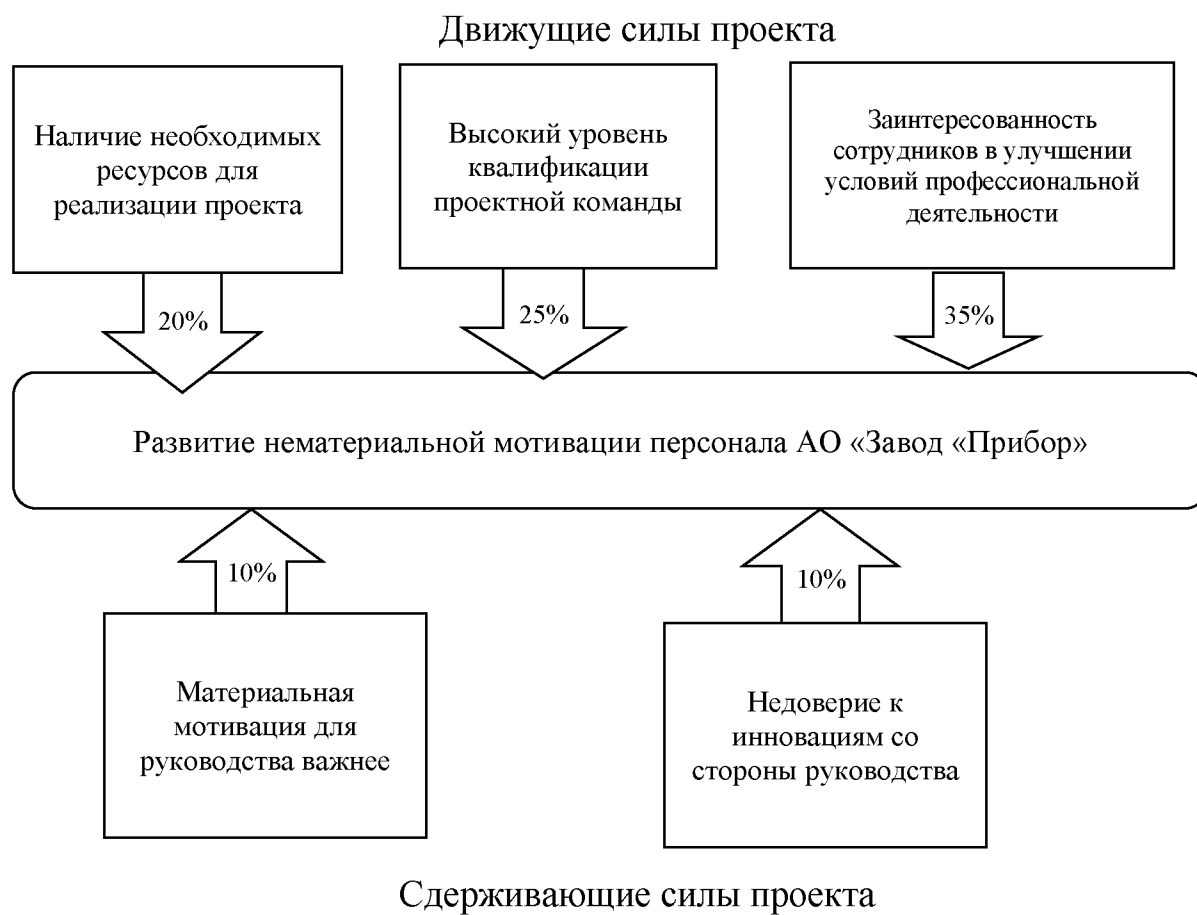 Движущие силы проекта
Наличие необходимых
ресурсов для
реализации проекта
Высокий уровень
квалификации
проектной команды
Заинтересованность
сотрудников в улучшении
условий профессиональной
деятельности
20%
25%
35%
Развитие нематериальной мотивации персонала АО «Завод «Прибор»
10%
10%
Материальная
мотивация для
руководства важнее
Недоверие к
инновациям со
стороны руководства
Сдерживающие силы проекта